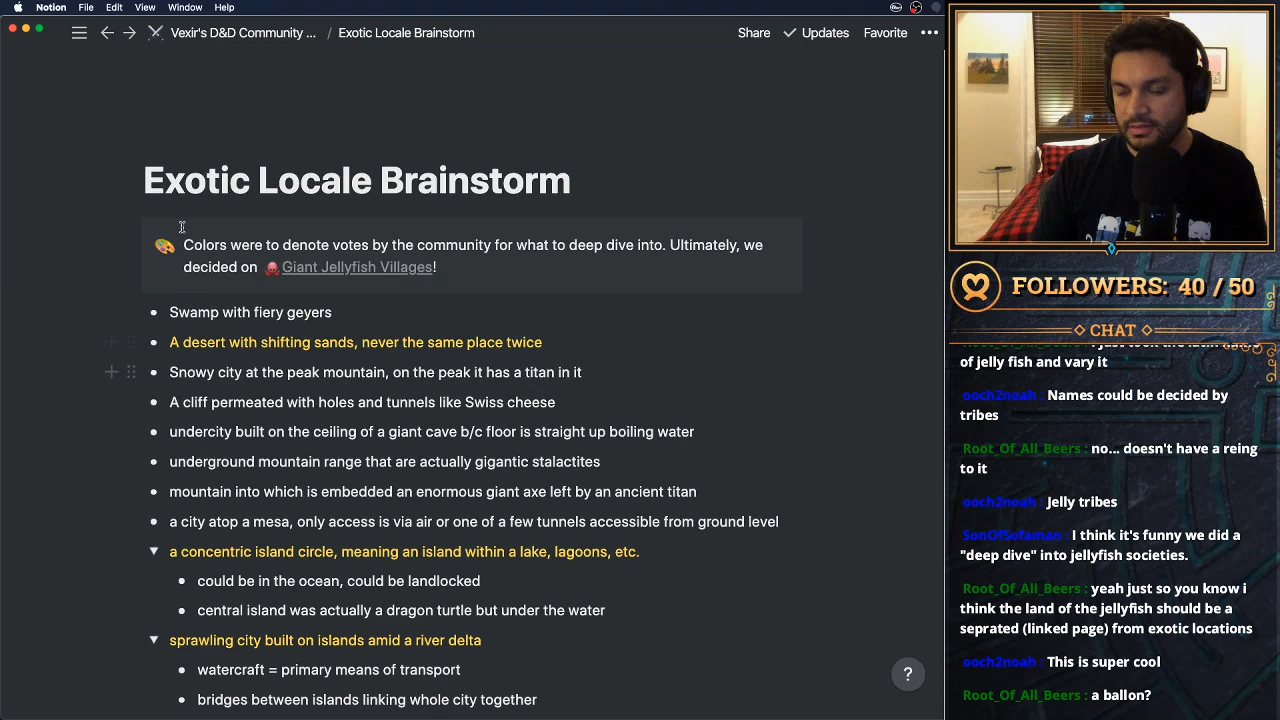 Notion File Edit View Window Help
Vexir's D&D Community ... / Exotic Locale Brainstorm
Share Updates Favorite
Exotic Locale Brainstorm
Colors were to denote votes by the community for what to deep dive into. Ultimately, we
decided on Giant Jellyfish Villages!
Swamp with fiery geyers
A desert with shifting sands, never the same place twice
Snowy city at the peak mountain, on the peak it has a titan in it
A cliff permeated with holes and tunnels like Swiss cheese
undercity built on the ceiling of a giant cave b/c floor is straight up boiling water
underground mountain range that are actually gigantic stalactites
mountain into which is embedded an enormous giant axe left by an ancient titan
a city atop a mesa, only access is via air or one of a few tunnels accessible from ground level
a concentric island circle, meaning an island within a lake, lagoons, etc.
could be in the ocean, could be landlocked
central island was actually a dragon turtle but under the water
sprawling city built on islands amid a river delta
watercraft = primary means of transport
bridges between islands linking whole city together
?
FOLLOWERS: 40 / 50
CHAT
of jelly fish and vary it
ooch2noah : Names could be decided by
tribes
Root_Of_All_Beers : no... doesn't have a reing
to it
ooch2noah : Jelly tribes
SonOfSofaman : I think it's funny we did a
"deep dive" into jellyfish societies.
Root_Of_All_Beers : yeah just so you know i
think the land of the jellyfish should be a
seprated (linked page) from exotic locations
ooch2noah : This is super cool
Root_Of_All_Beers : a ballon?